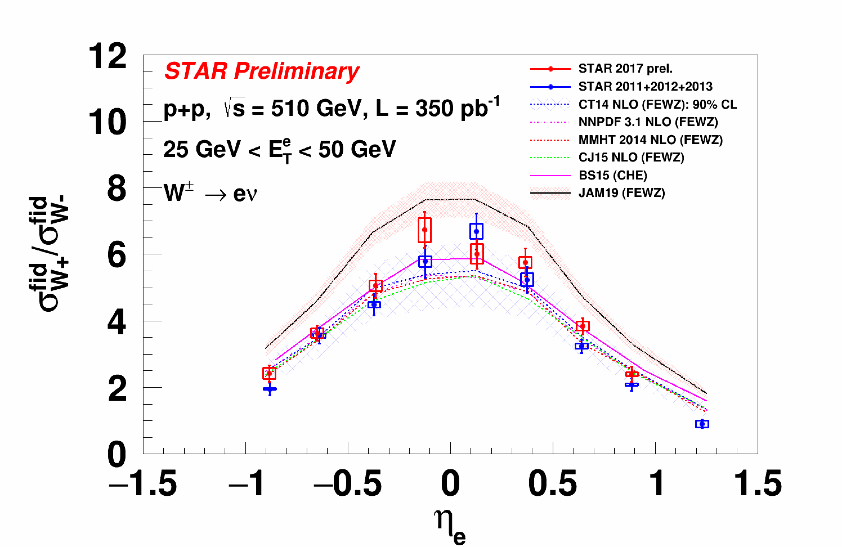 12
10
8
6
4
2
0
σ^fid_W+/σ^fid_W-
STAR Preliminary
p+p, √s = 510 GeV, L = 350 pb⁻¹
25 GeV < E^e_T < 50 GeV
W^± → eν
STAR 2017 prel.
STAR 2011+2012+2013
CT14 NLO (FEWZ): 90% CL
NNPDF 3.1 NLO (FEWZ)
MMHT 2014 NLO (FEWZ)
CJ15 NLO (FEWZ)
BS15 (CHE)
JAM19 (FEWZ)
−1.5 −1 −0.5 0 0.5 1 1.5
η_e